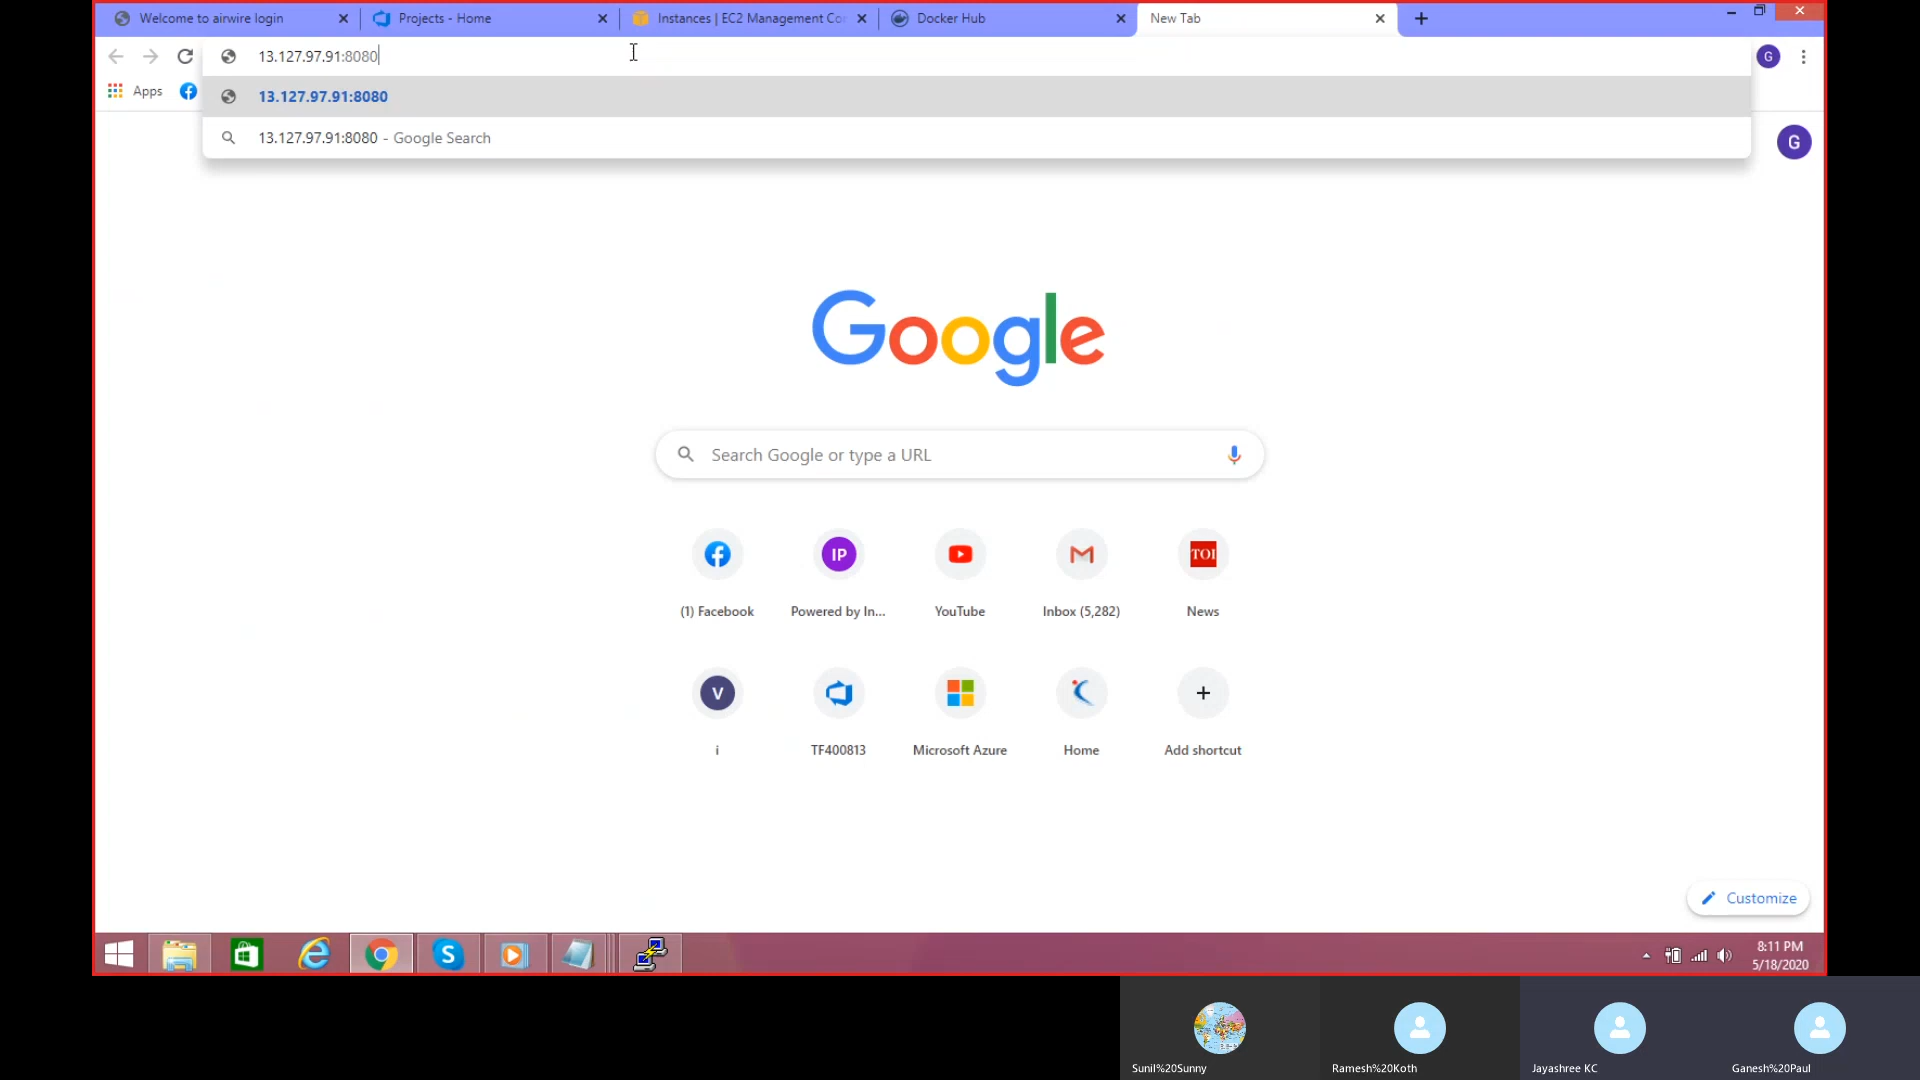 Welcome to airwire login
Projects - Home
Instances | EC2 Management Co
Docker Hub
New Tab
13.127.97.91:8080
G
Apps
13.127.97.91:8080
13.127.97.91:8080 - Google Search
G
Google
Search Google or type a URL
IP
TOI
(1) Facebook
Powered by In...
YouTube
Inbox (5,282)
News
V
i
TF400813
Microsoft Azure
Home
Add shortcut
Customize
8:11 PM
5/18/2020
Sunil%20Sunny
Ramesh%20Koth
Jayashree KC
Ganesh%20Paul